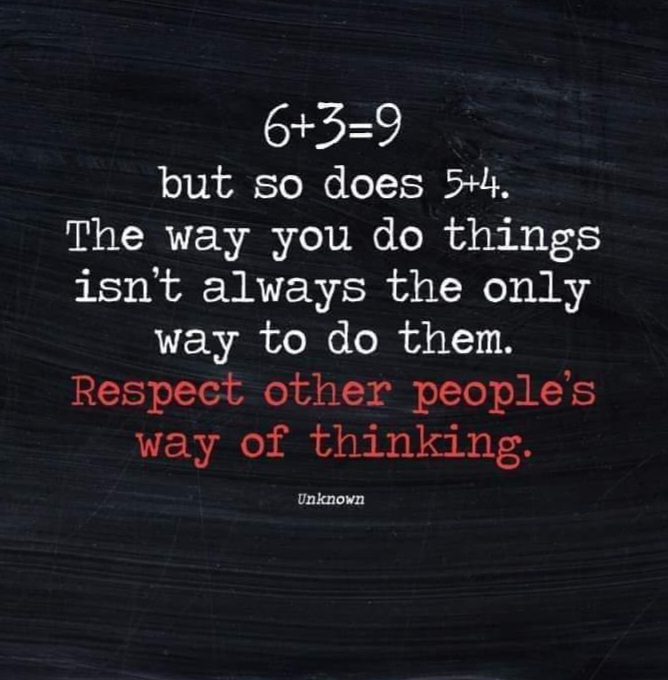 6+3=9
but so does 5+4.
The way you do things
isn't always the only
way to do them.
Respect other people's
way of thinking.
Unknown